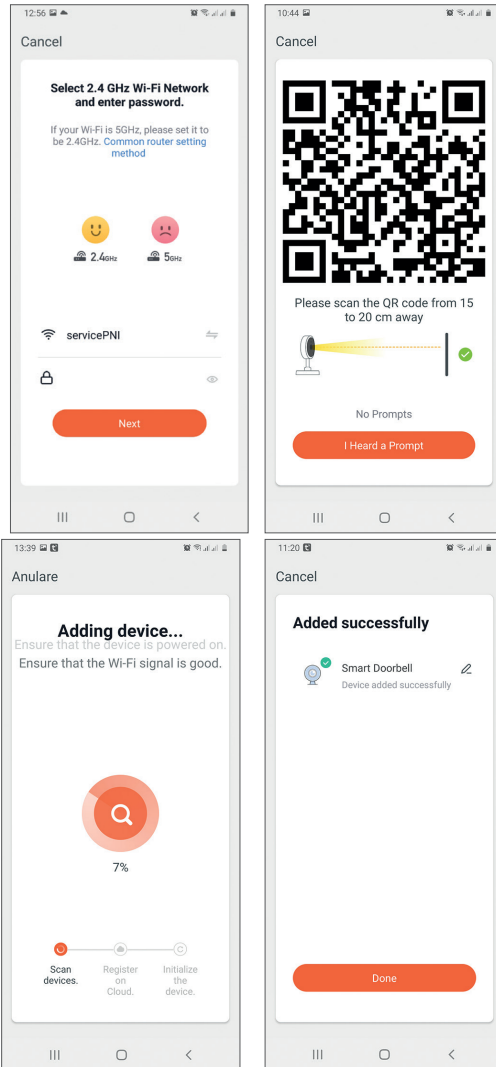 12:56
Cancel
Select 2.4 GHz Wi-Fi Network
and enter password.
If your Wi-Fi is 5GHz, please set it to
be 2.4GHz. Common router setting
method
2.4GHz
5GHz
servicePNI
Next
10:44
Cancel
Please scan the QR code from 15
to 20 cm away
No Prompts
I Heard a Prompt
13:39
Anulare
Adding device...
Ensure that the device is powered on.
Ensure that the Wi-Fi signal is good.
7%
Scan
devices.
Register
on
Cloud.
Initialize
the
device.
11:20
Cancel
Added successfully
Smart Doorbell
Device added successfully
Done